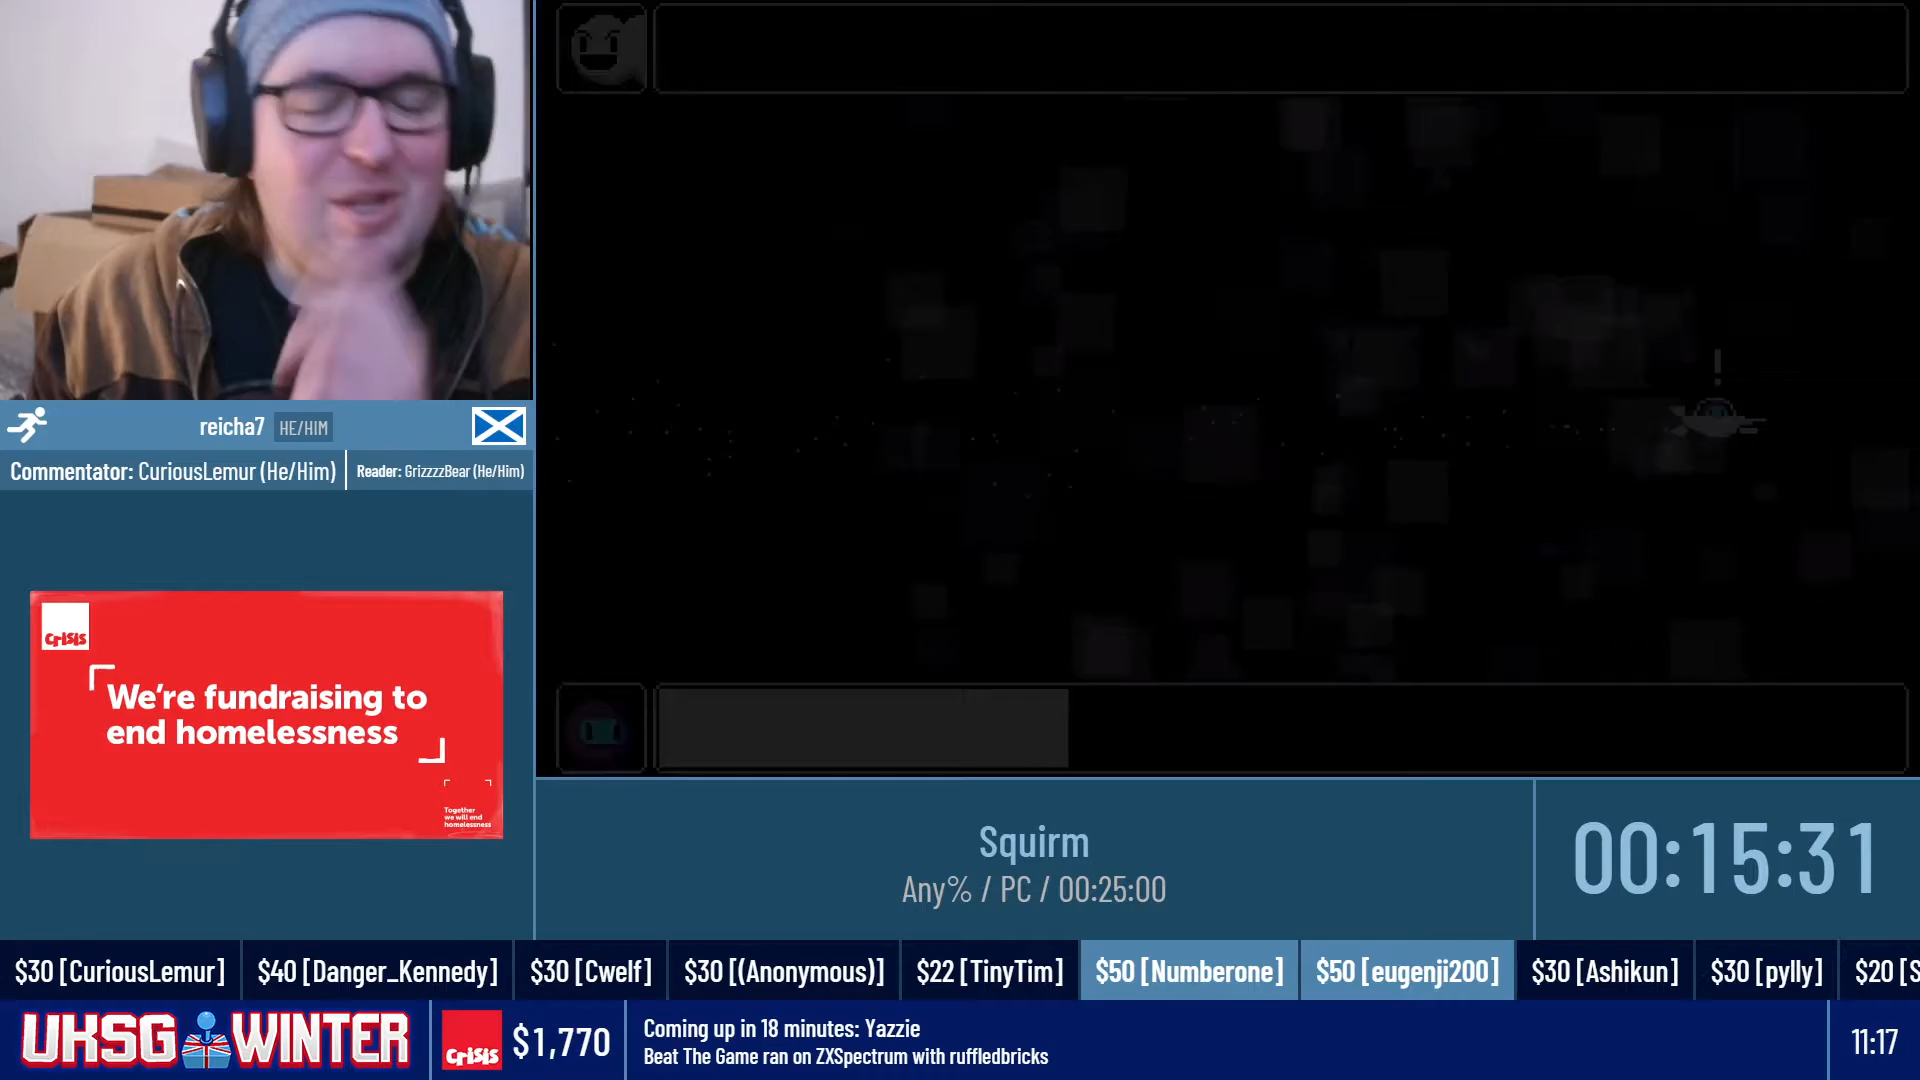 reicha7 HE/HIM
Commentator: CuriousLemur (He/Him)
Reader: GrizzzzBear (He/Him)
crisis
We're fundraising to
end homelessness
Together
we will end
homelessness
!
Squirm
Any% / PC / 00:25:00
00:15:31
$30 [CuriousLemur] $40 [Danger_Kennedy] $30 [Cwelf] $30 [(Anonymous)] $22 [TinyTim] $50 [Numberone] $50 [eugenji200] $30 [Ashikun] $30 [pylly] $20 [S
UKSG WINTER
crisis $1,770
Coming up in 18 minutes: Yazzie
Beat The Game ran on ZXSpectrum with ruffledbricks
11:17